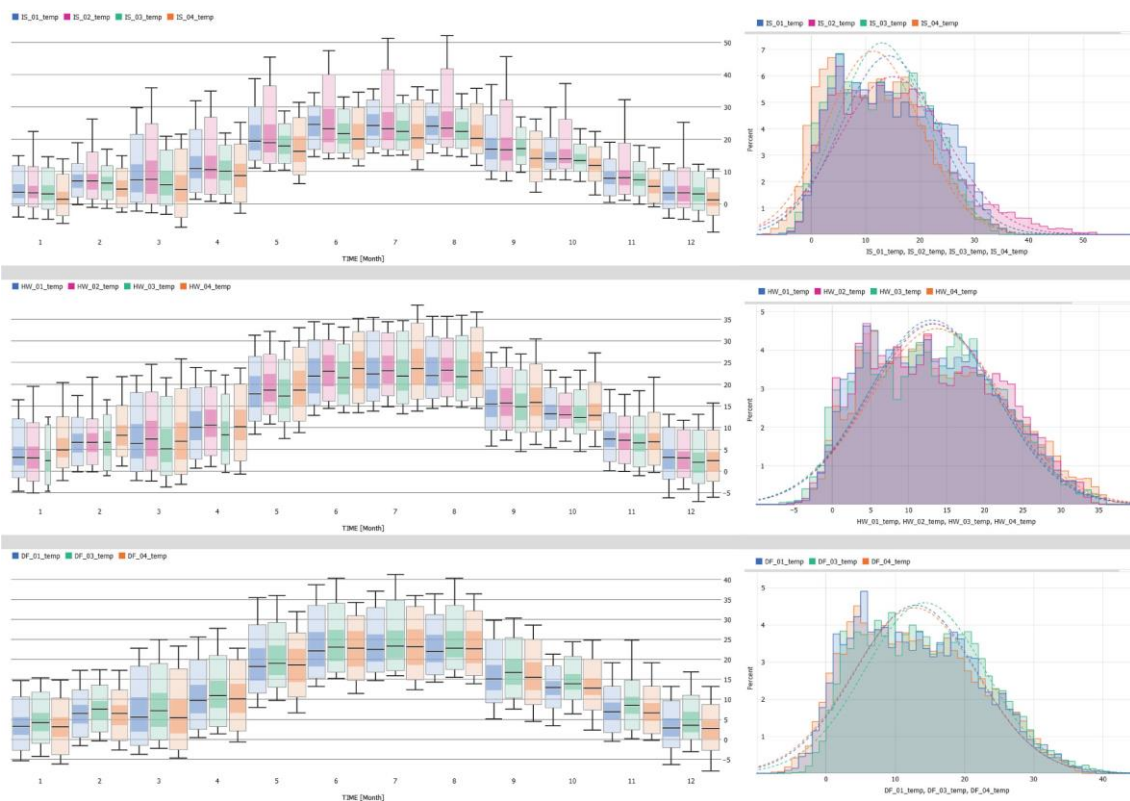 IS_01_temp IS_02_temp IS_03_temp IS_04_temp
50
40
30
20
10
0
1 2 3 4 5 6 7 8 9 10 11 12
TIME [Month]
IS_01_temp IS_02_temp IS_03_temp IS_04_temp
7
6
5
4
3
2
1
Percent
0 10 20 30 40 50
IS_01_temp, IS_02_temp, IS_03_temp, IS_04_temp
HW_01_temp HW_02_temp HW_03_temp HW_04_temp
35
30
25
20
15
10
5
0
-5
1 2 3 4 5 6 7 8 9 10 11 12
TIME [Month]
HW_01_temp HW_02_temp HW_03_temp HW_04_temp
5
4
3
2
1
Percent
-5 0 5 10 15 20 25 30 35
HW_01_temp, HW_02_temp, HW_03_temp, HW_04_temp
DF_01_temp DF_03_temp DF_04_temp
40
35
30
25
20
15
10
5
0
-5
1 2 3 4 5 6 7 8 9 10 11 12
TIME [Month]
DF_01_temp DF_03_temp DF_04_temp
5
4
3
2
1
Percent
0 10 20 30 40
DF_01_temp, DF_03_temp, DF_04_temp